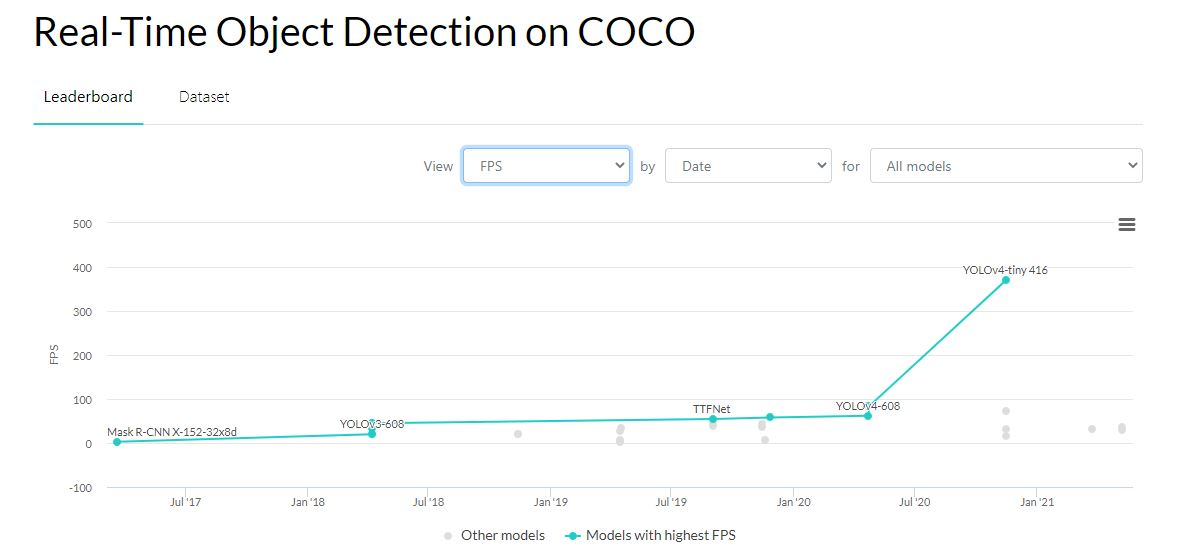 Real-Time Object Detection on COCO
Leaderboard Dataset
View FPS by Date for All models
500
400
300
200
100
0
-100
FPS
YOLOv4-tiny 416
YOLOv4-608
TTFNet
YOLOv3-608
Mask R-CNN X-152-32x8d
Jul '17 Jan '18 Jul '18 Jan '19 Jul '19 Jan '20 Jul '20 Jan '21
Other models Models with highest FPS